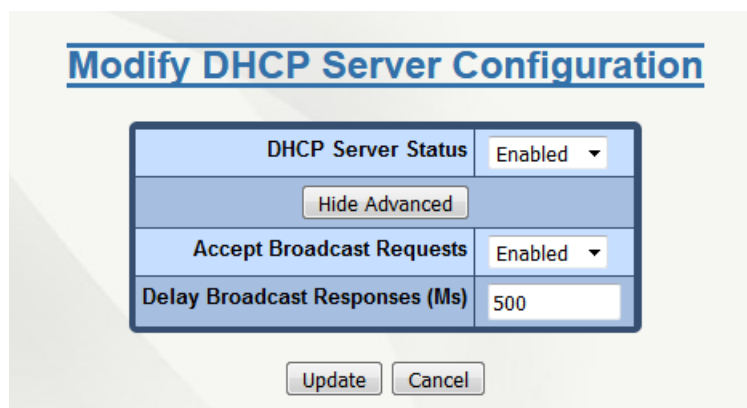 Modify DHCP Server Configuration
DHCP Server Status Enabled
Hide Advanced
Accept Broadcast Requests Enabled
Delay Broadcast Responses (Ms) 500
Update Cancel